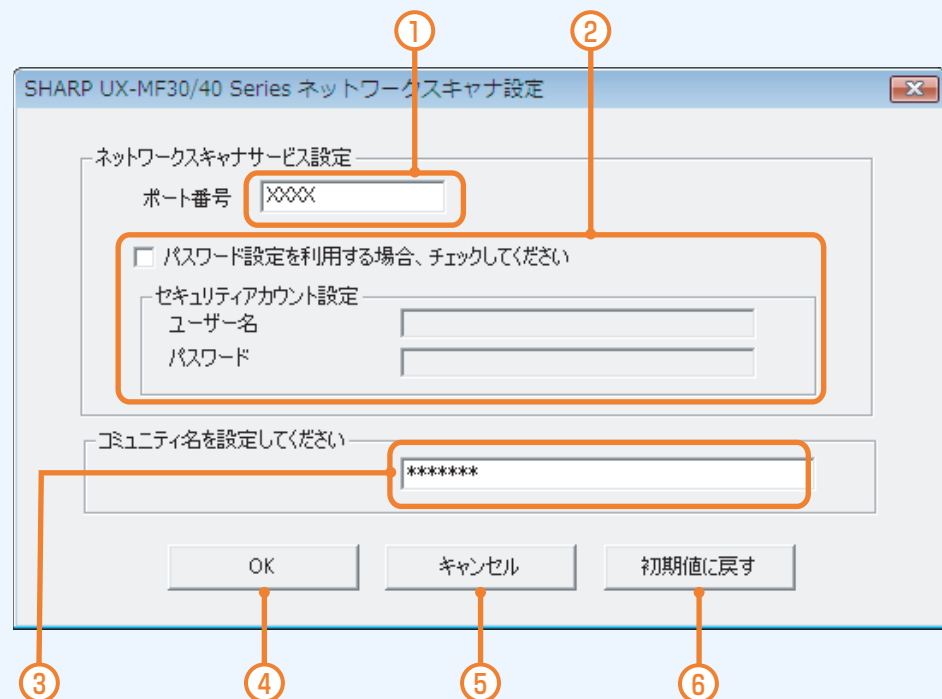 ①
②
SHARP UX-MF30/40 Series ネットワークスキャナ設定
ネットワークスキャナサービス設定
ポート番号 XXXX
パスワード設定を利用する場合、チェックしてください
セキュリティアカウント設定
ユーザー名
パスワード
コミュニティ名を設定してください
*******
OK キャンセル 初期値に戻す
③ ④ ⑤ ⑥